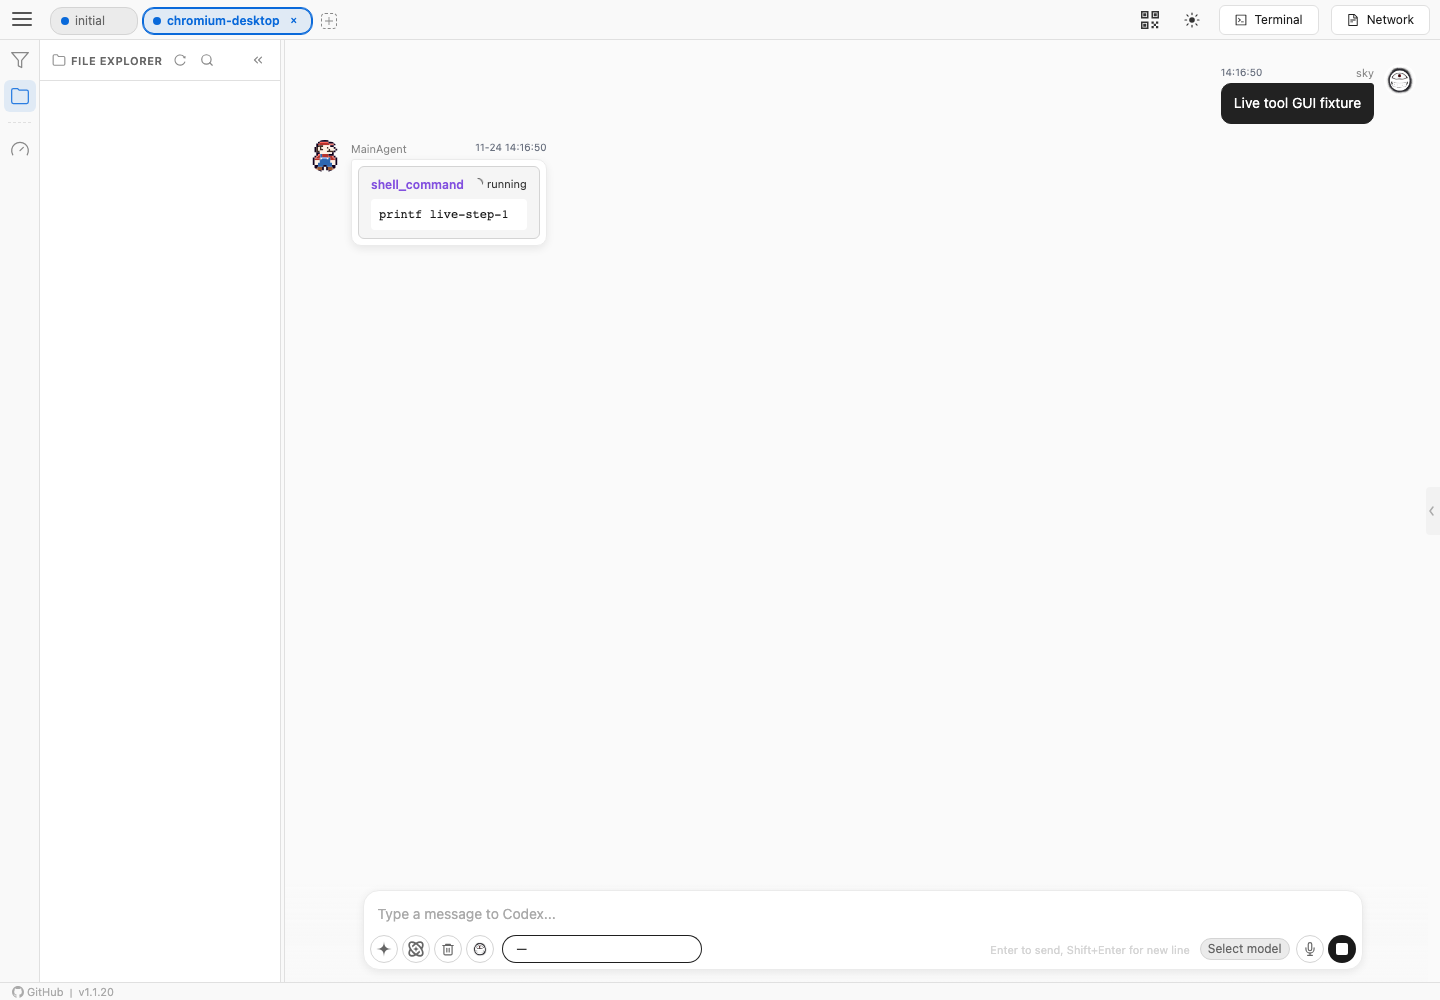 initial
chromium-desktop ×
Terminal
Network
FILE EXPLORER
14:16:50 sky
Live tool GUI fixture
MainAgent 11-24 14:16:50
shell_command running
printf live-step-1
Type a message to Codex...
—
Enter to send, Shift+Enter for new line
Select model
GitHub | v1.1.20